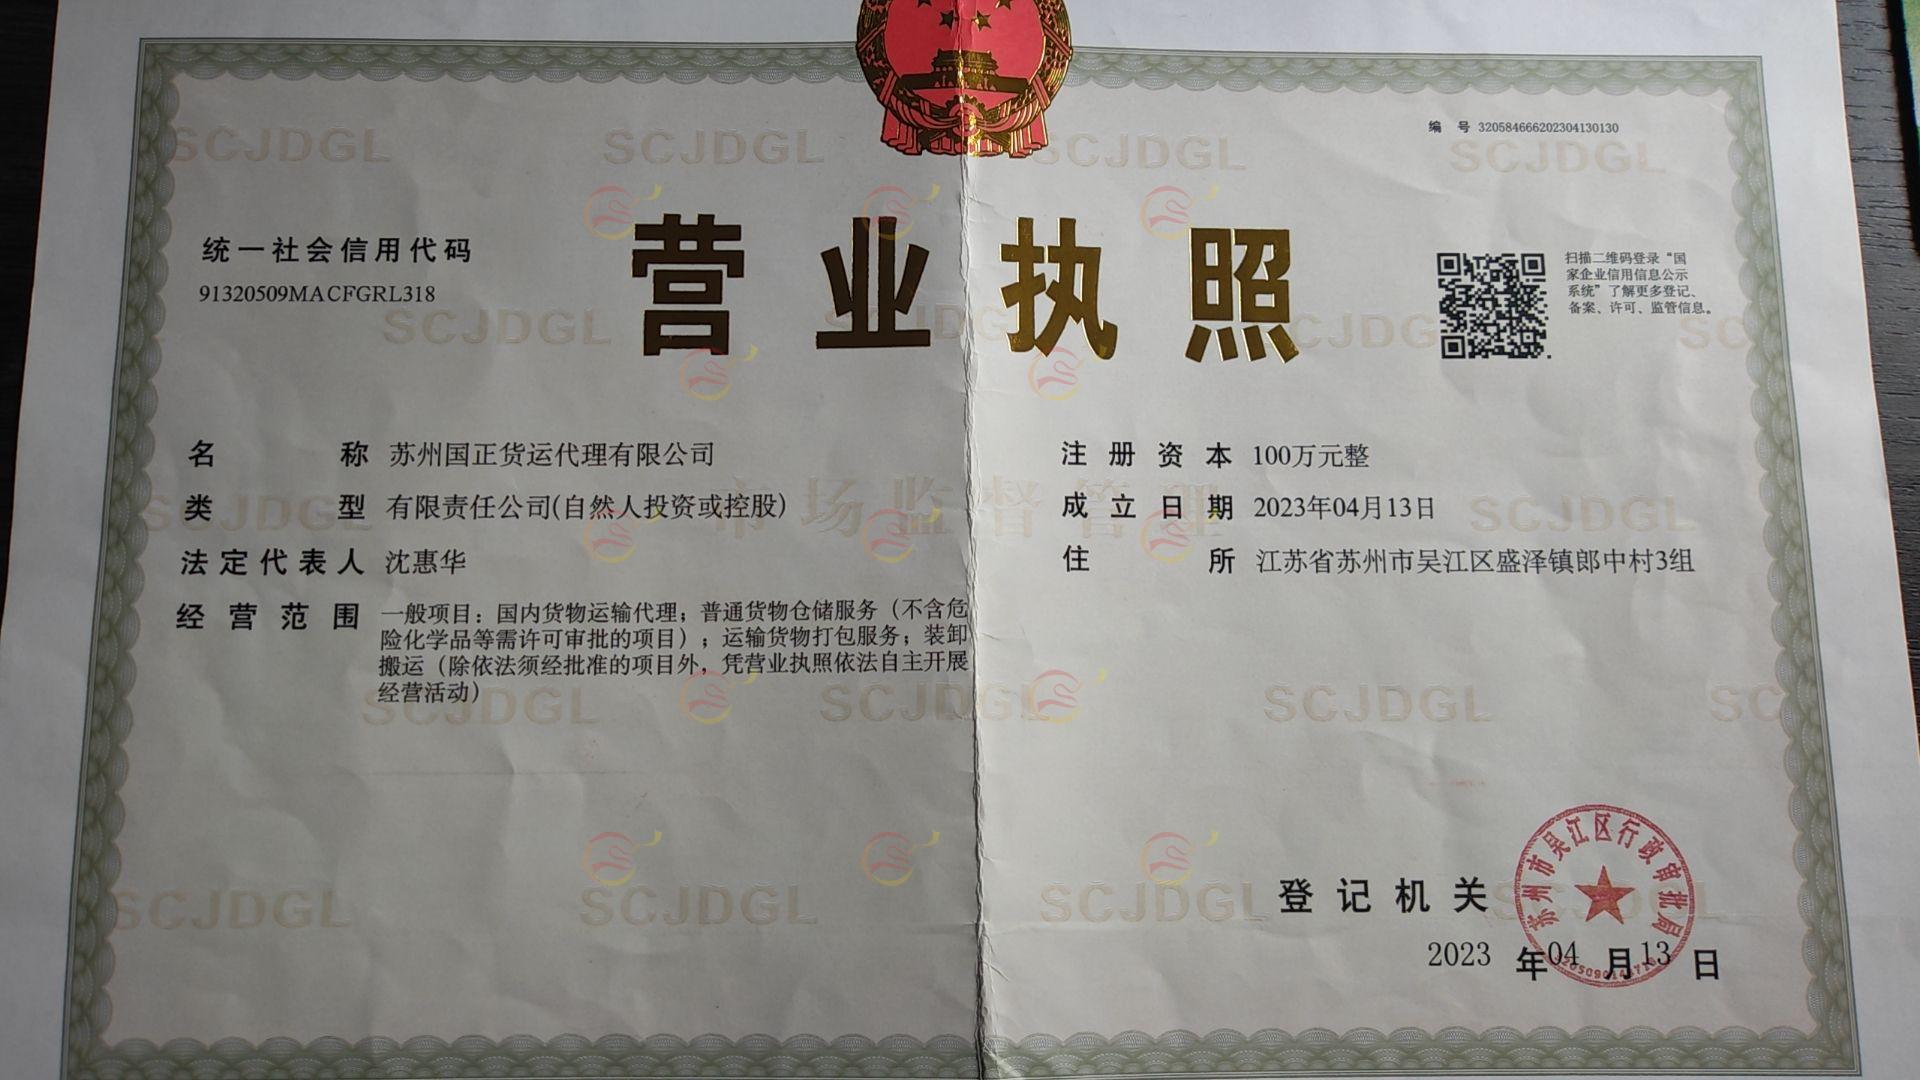 编 号 320584666202304130130
统一社会信用代码
91320509MACFGRL318
营业执照
扫描二维码登录“国
家企业信用信息公示
系统”了解更多登记、
备案、许可、监管信息。
名 称 苏州国正货运代理有限公司
类 型 有限责任公司(自然人投资或控股)
法定代表人 沈惠华
经营范围 一般项目：国内货物运输代理；普通货物仓储服务（不含危
险化学品等需许可审批的项目）；运输货物打包服务；装卸
搬运（除依法须经批准的项目外，凭营业执照依法自主开展
经营活动）
注册资本 100万元整
成立日期 2023年04月13日
住 所 江苏省苏州市吴江区盛泽镇郎中村3组
登记机关
苏州市吴江区行政审批局
2023 年04 月13 日
SCJDGL
市场监督管理